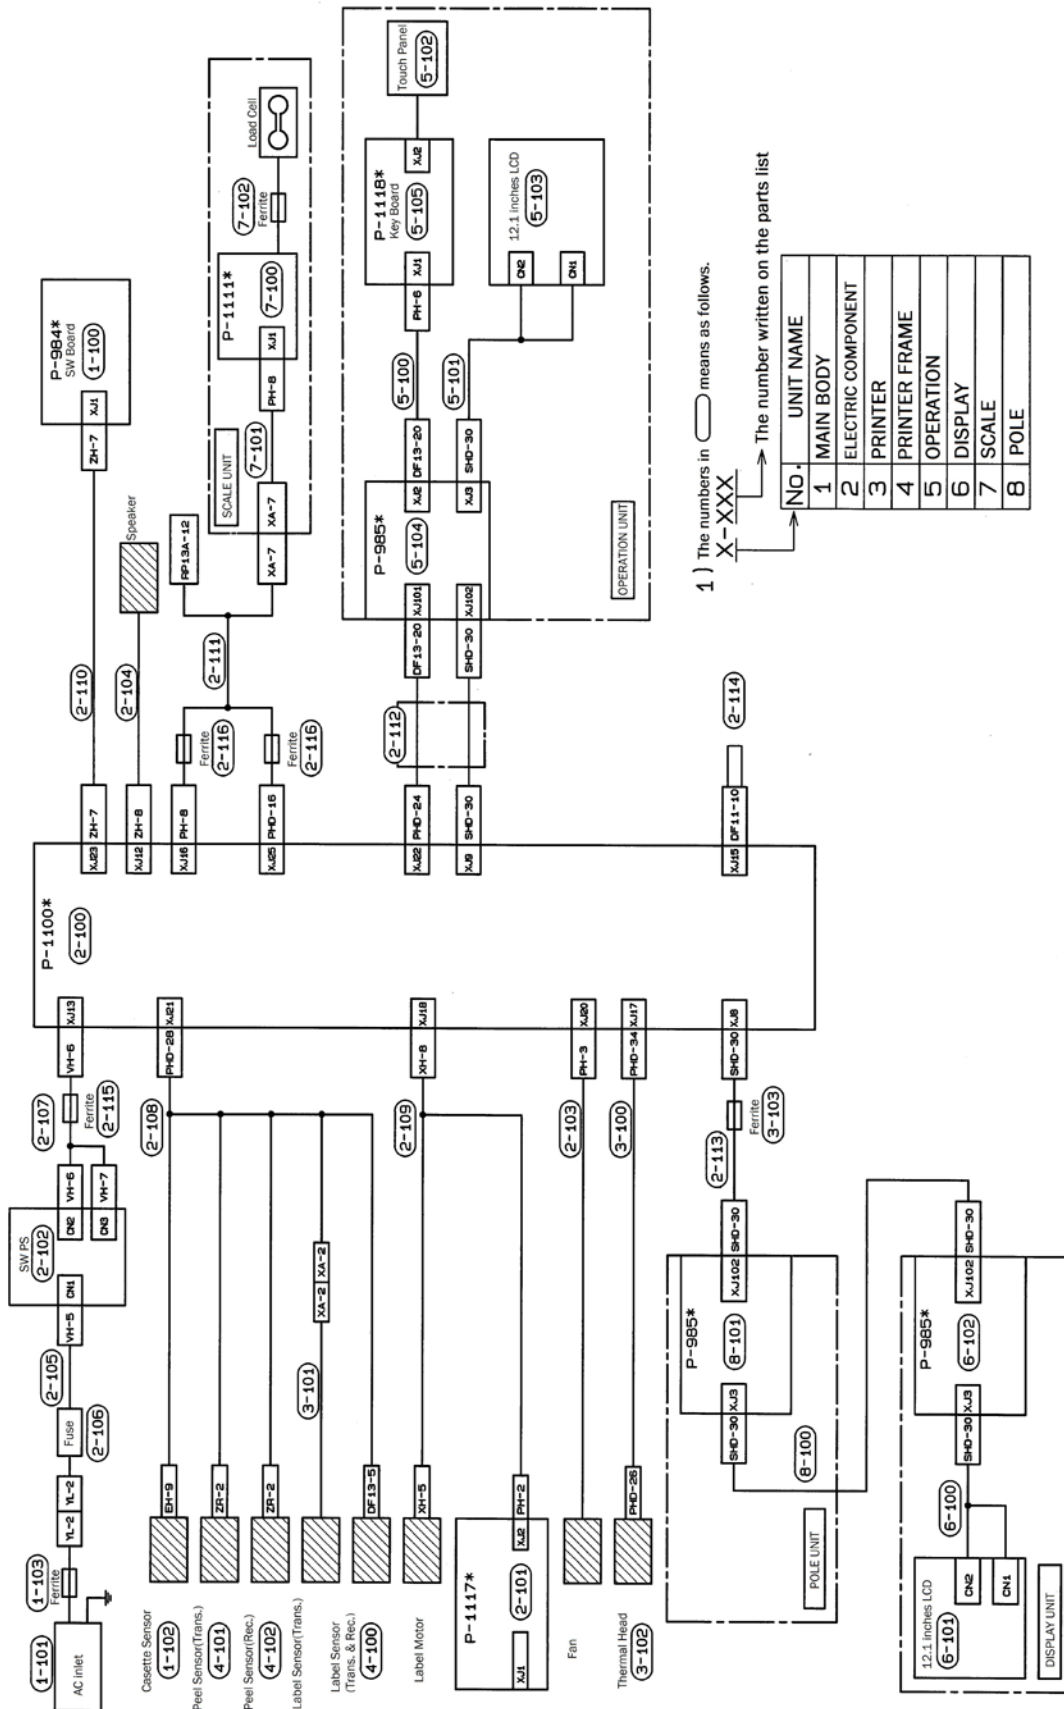 P-984*
SW Board
1-100
XJ1
ZH-7
2-110
XJ23 ZH-7
Speaker
2-104
XJ12 ZH-8
Load Cell
7-102
Ferrite
P-1111*
7-100
XJ1
PH-8
7-101
SCALE UNIT
XA-7
XA-7
RP13A-12
2-111
Ferrite
2-116
Ferrite
2-116
XJ16 PH-8
XJ25 PHD-16
Touch Panel
5-102
P-1118*
Key Board
5-105
XJ2
XJ1
PH-6
5-100
12.1 inches LCD
5-103
CN2
CN1
5-101
DF13-20
XJ2
SHD-30
XJ3
P-985*
5-104
XJ101
DF13-20
XJ102
SHD-30
OPERATION UNIT
2-112
XJ22 PHD-24
XJ9 SHD-30
2-114
XJ15 DF11-10
P-1100*
2-100
VH-6 XJ13
2-107
Ferrite
2-115
SW PS
2-102
CN2 VH-6
CN3 VH-7
CN1
VH-5
2-105
Fuse
2-106
YL-2 YL-2
1-103
Ferrite
1-101
AC Inlet
PHD-28 XJ21
2-108
EH-9
Casette Sensor
1-102
ZR-2
Peel Sensor(Trans.)
4-101
ZR-2
Peel Sensor(Rec.)
4-102
XA-2 XA-2
3-101
Label Sensor(Trans.)
DF13-5
Label Sensor
(Trans. & Rec.)
4-100
XH-8 XJ18
2-109
XH-5
Label Motor
PH-2
XJ2
P-1117*
2-101
XJ1
PH-3 XJ20
2-103
Fan
PHD-34 XJ17
3-100
PHD-26
Thermal Head
3-102
SHD-30 XJ8
Ferrite
3-103
2-113
XJ102 SHD-30
P-985*
8-101
SHD-30 XJ3
8-100
POLE UNIT
XJ102 SHD-30
P-985*
6-102
SHD-30 XJ3
6-100
12.1 inches LCD
6-101
CN2
CN1
DISPLAY UNIT
1) The numbers in means as follows.
X-XXX
The number written on the parts list
No. UNIT NAME
1 MAIN BODY
2 ELECTRIC COMPONENT
3 PRINTER
4 PRINTER FRAME
5 OPERATION
6 DISPLAY
7 SCALE
8 POLE